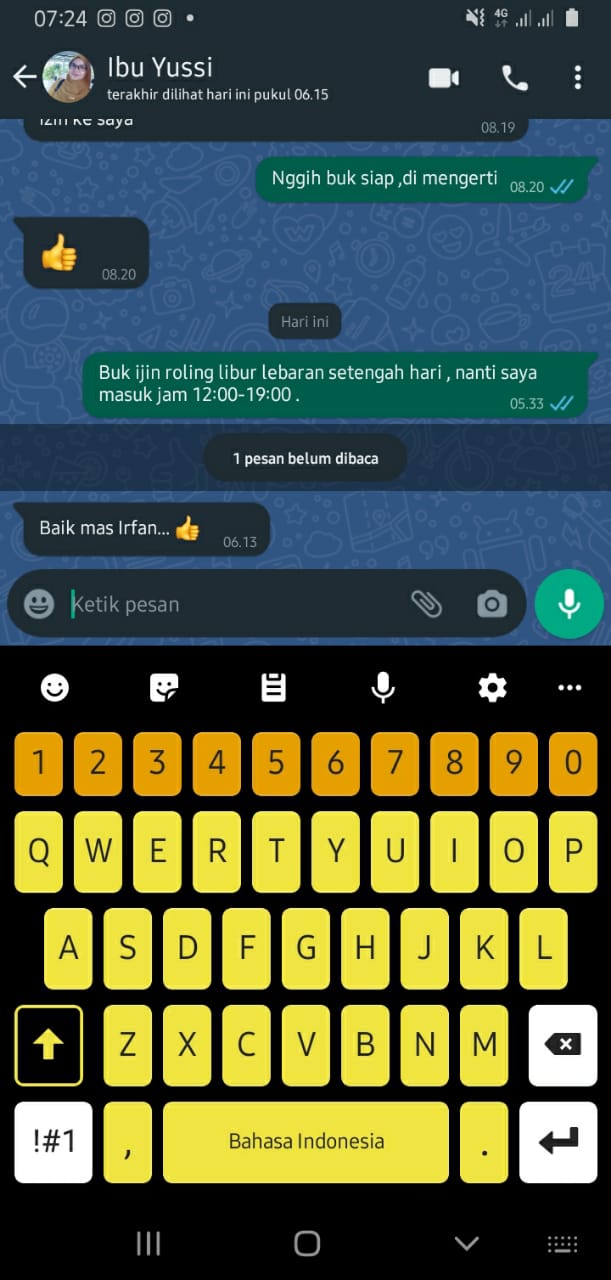 07:24
4G
Ibu Yussi
terakhir dilihat hari ini pukul 06.15
izin ke saya
08.19
Nggih buk siap ,di mengerti
08.20
👍
08.20
Hari ini
Buk ijin roling libur lebaran setengah hari , nanti saya
masuk jam 12:00-19:00 .
05.33
1 pesan belum dibaca
Baik mas Irfan... 👍
06.13
Ketik pesan
1 2 3 4 5 6 7 8 9 0
Q W E R T Y U I O P
A S D F G H J K L
Z X C V B N M
!#1 , Bahasa Indonesia .